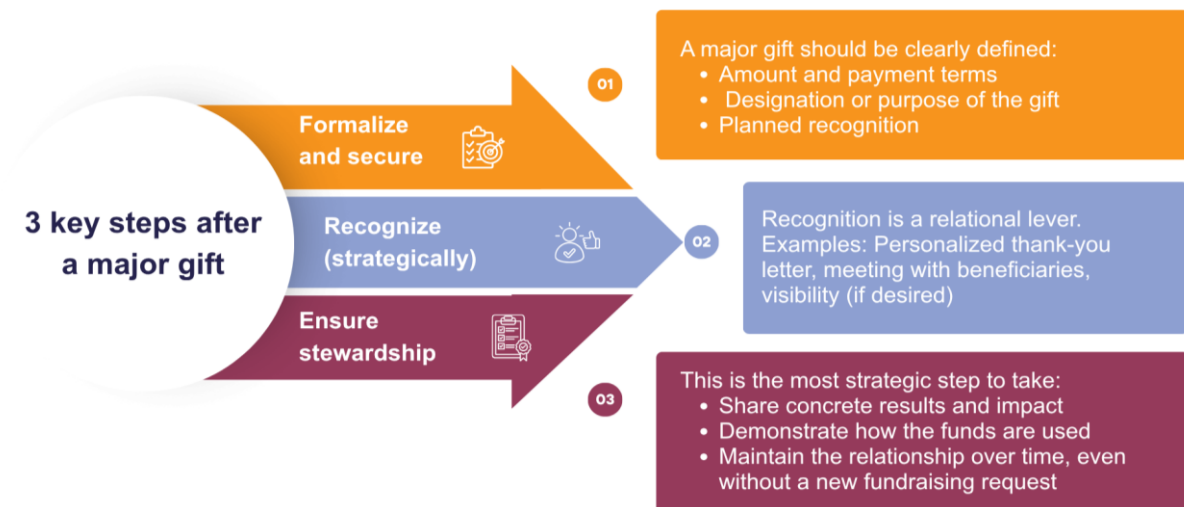 3 key steps after
a major gift
Formalize
and secure
01
A major gift should be clearly defined:
• Amount and payment terms
• Designation or purpose of the gift
• Planned recognition
Recognize
(strategically)
02
Recognition is a relational lever.
Examples: Personalized thank-you
letter, meeting with beneficiaries,
visibility (if desired)
Ensure
stewardship
03
This is the most strategic step to take:
• Share concrete results and impact
• Demonstrate how the funds are used
• Maintain the relationship over time, even
without a new fundraising request